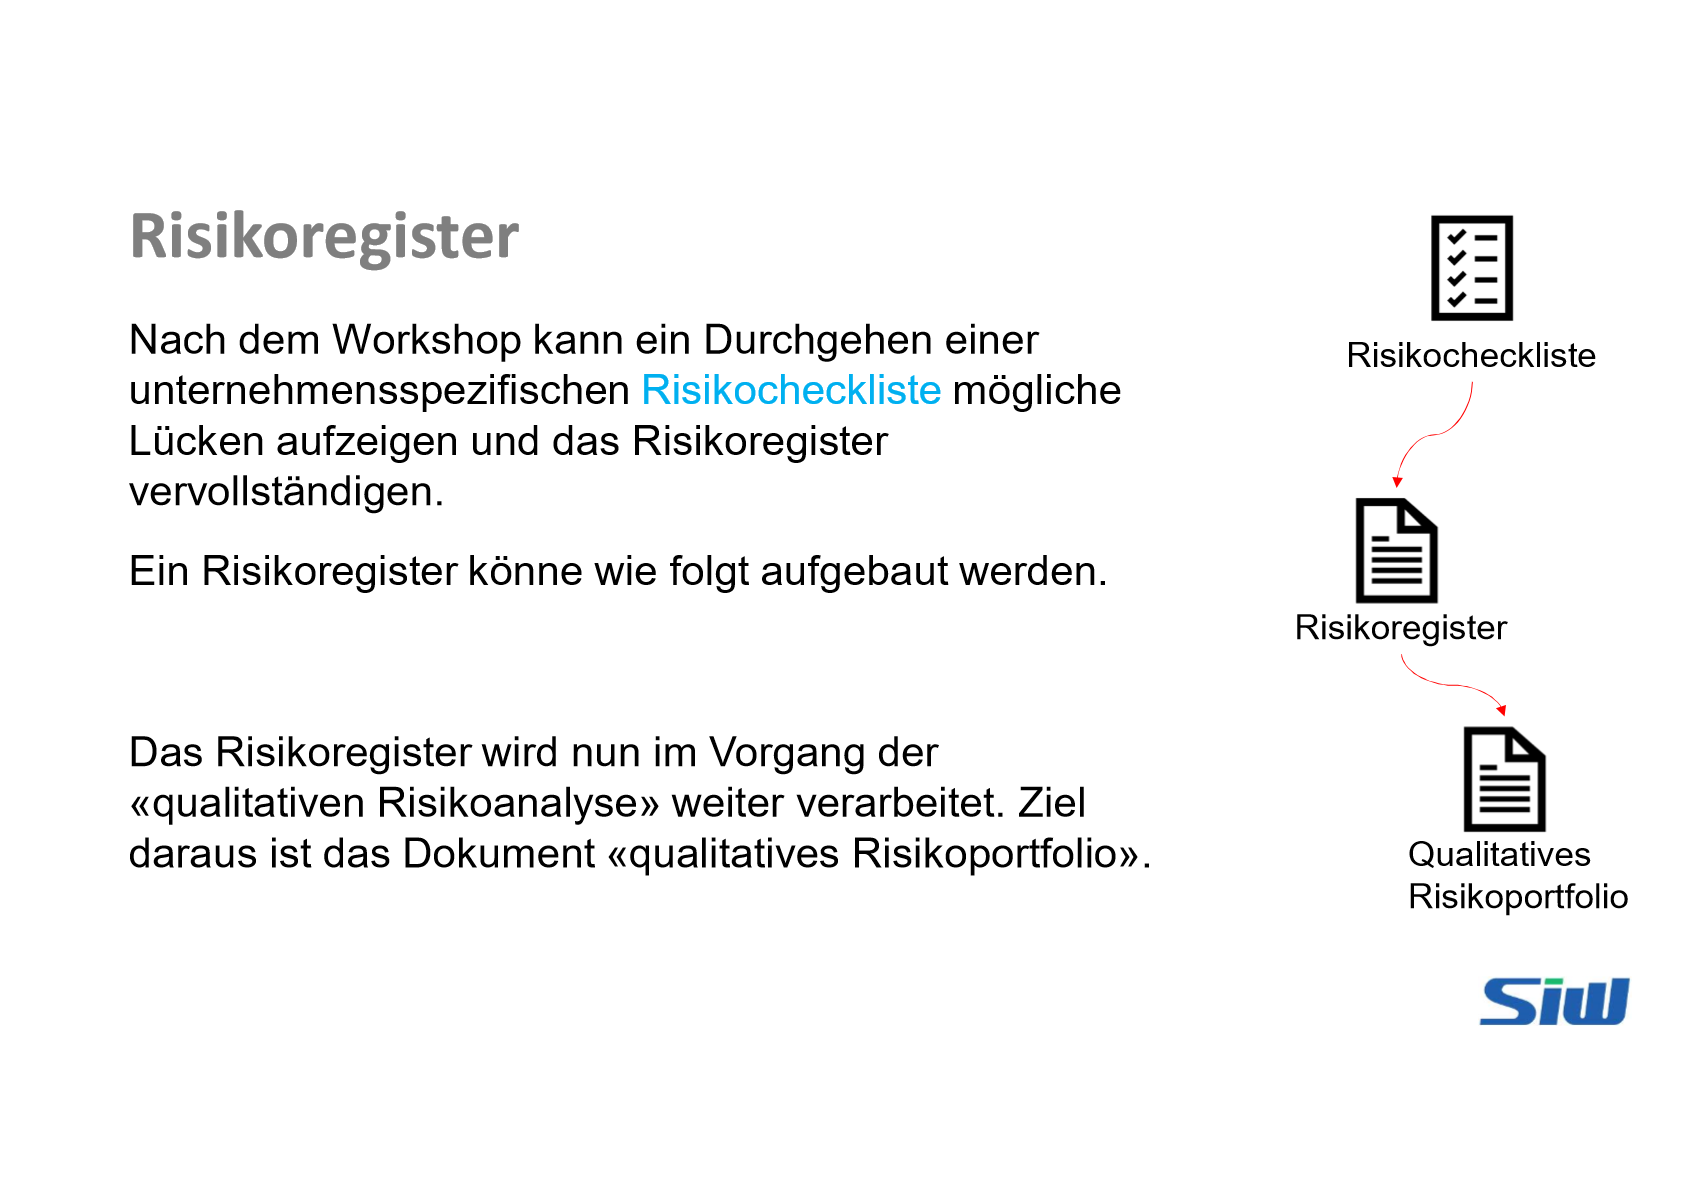 Risikoregister
Nach dem Workshop kann ein Durchgehen einer
unternehmensspezifischen Risikocheckliste mögliche
Lücken aufzeigen und das Risikoregister
vervollständigen.
Ein Risikoregister könne wie folgt aufgebaut werden.
Das Risikoregister wird nun im Vorgang der
«qualitativen Risikoanalyse» weiter verarbeitet. Ziel
daraus ist das Dokument «qualitatives Risikoportfolio».
Risikocheckliste
Risikoregister
Qualitatives
Risikoportfolio
Siw